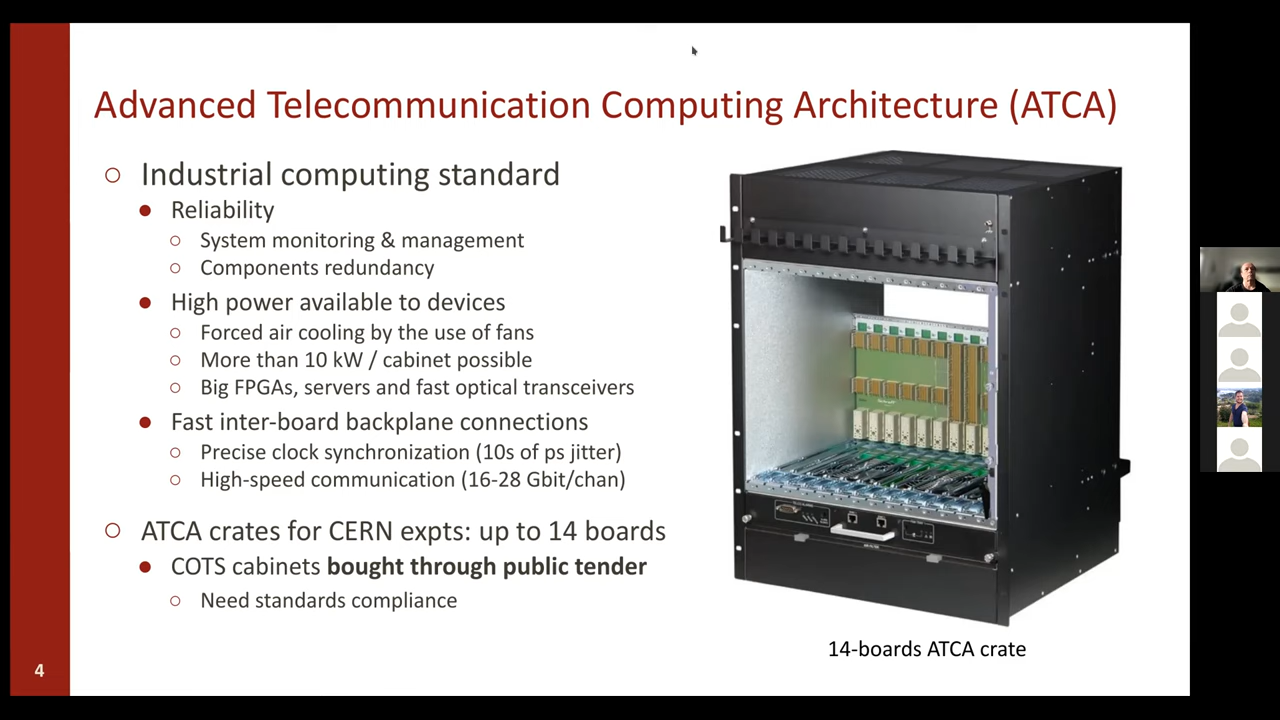 Advanced Telecommunication Computing Architecture (ATCA)
Industrial computing standard
Reliability
System monitoring & management
Components redundancy
High power available to devices
Forced air cooling by the use of fans
More than 10 kW / cabinet possible
Big FPGAs, servers and fast optical transceivers
Fast inter-board backplane connections
Precise clock synchronization (10s of ps jitter)
High-speed communication (16-28 Gbit/chan)
ATCA crates for CERN expts: up to 14 boards
COTS cabinets bought through public tender
Need standards compliance
14-boards ATCA crate
4